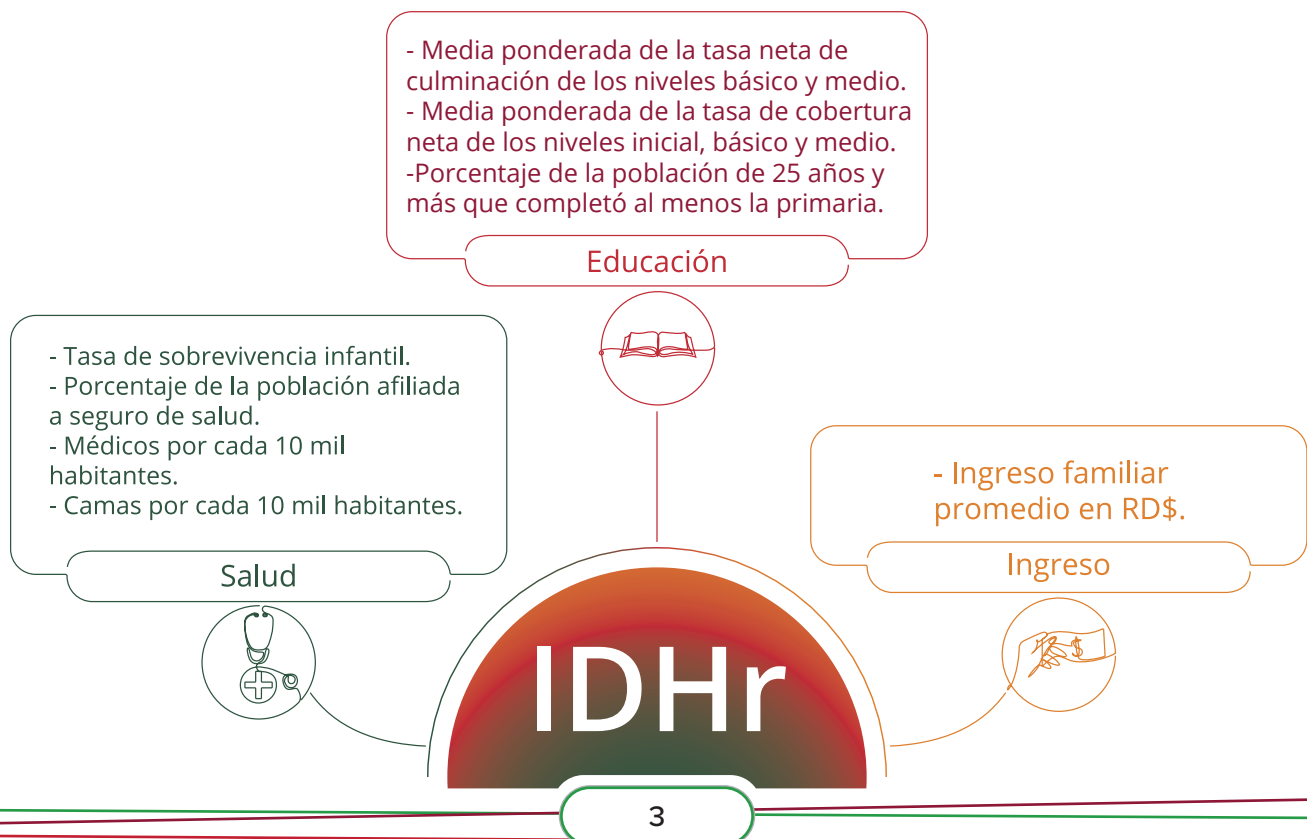 - Media ponderada de la tasa neta de
culminación de los niveles básico y medio.
- Media ponderada de la tasa de cobertura
neta de los niveles inicial, básico y medio.
-Porcentaje de la población de 25 años y
más que completó al menos la primaria.
Educación
- Tasa de sobrevivencia infantil.
- Porcentaje de la población afiliada
a seguro de salud.
- Médicos por cada 10 mil
habitantes.
- Camas por cada 10 mil habitantes.
Salud
- Ingreso familiar
promedio en RD$.
Ingreso
$
IDHr
3